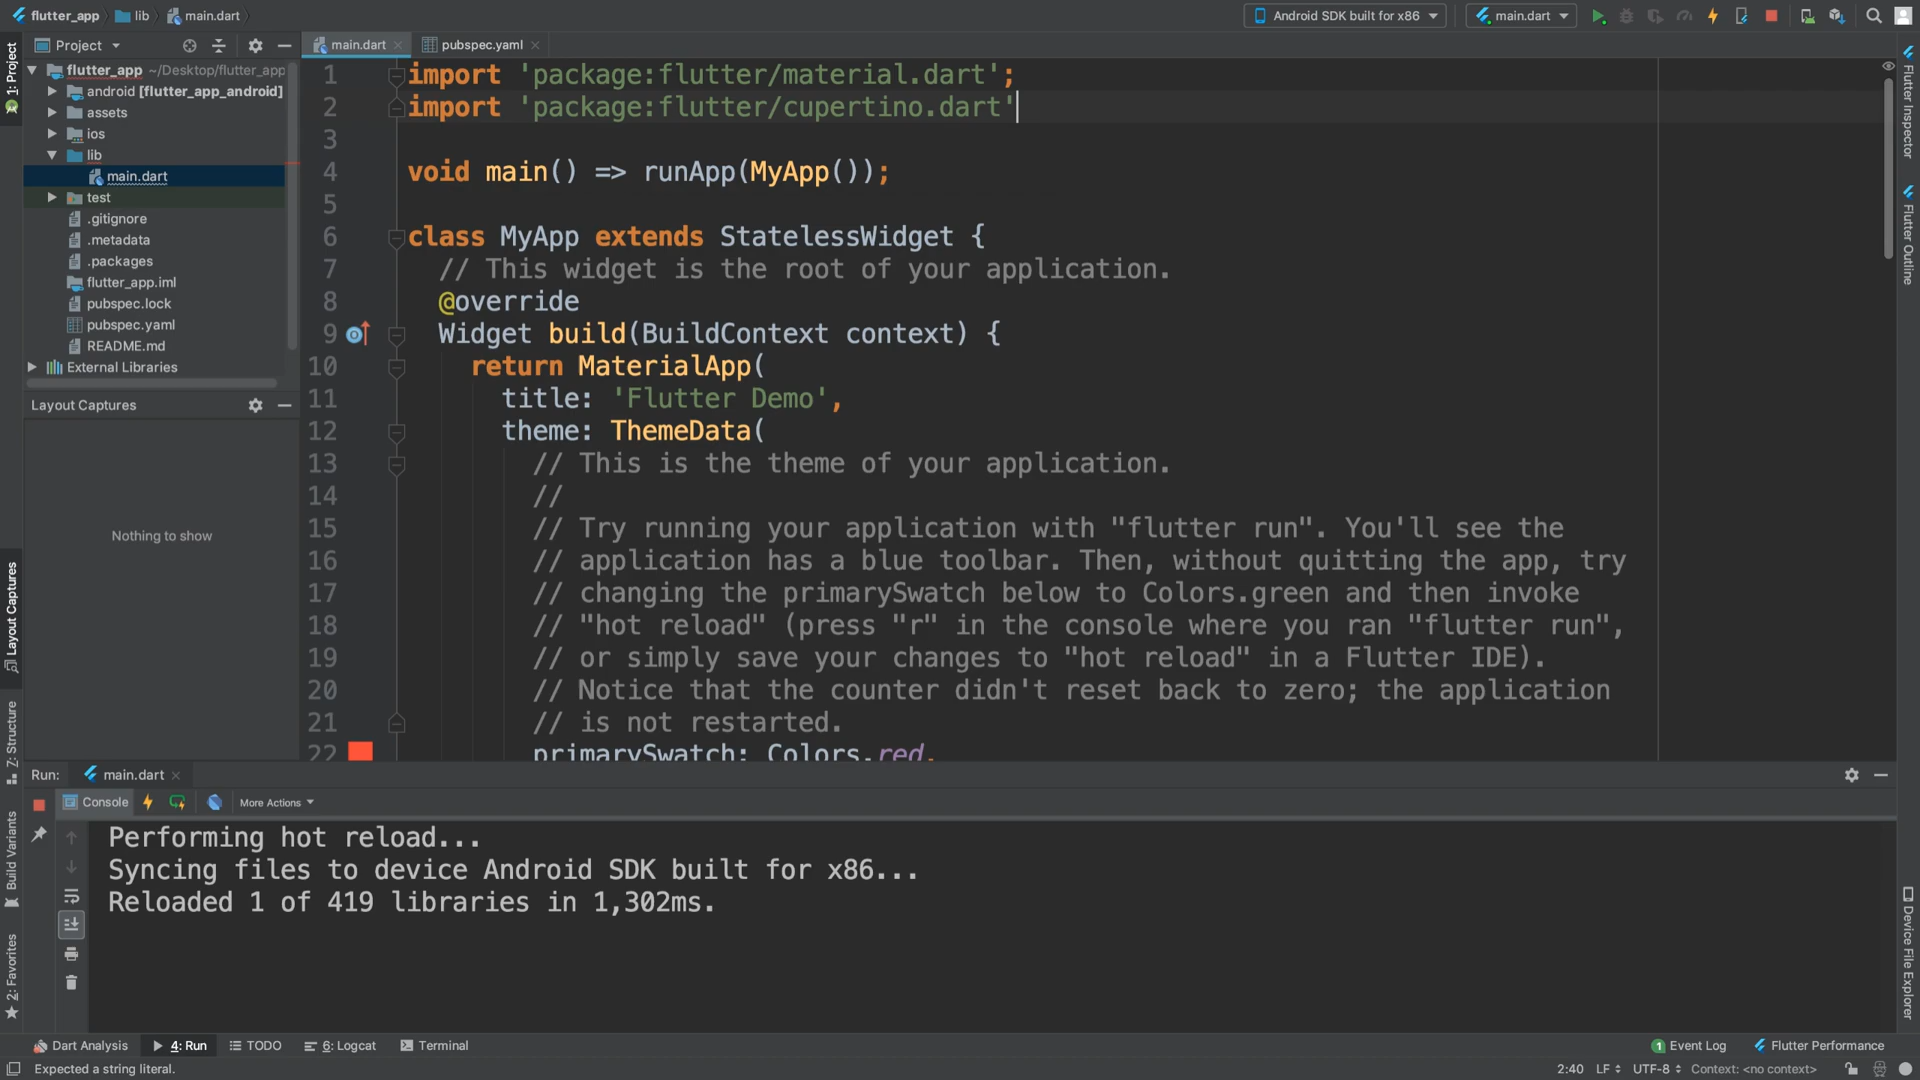 flutter_app lib main.dart Android SDK built for x86 main.dart
1: Project
Project
main.dart pubspec.yaml
flutter_app ~/Desktop/flutter_app
android [flutter_app_android]
assets
ios
lib
main.dart
test
.gitignore
.metadata
.packages
flutter_app.iml
pubspec.lock
pubspec.yaml
README.md
External Libraries
Layout Captures
Nothing to show
1 import 'package:flutter/material.dart';
2 import 'package:flutter/cupertino.dart'
3
4 void main() => runApp(MyApp());
5
6 class MyApp extends StatelessWidget {
7 // This widget is the root of your application.
8 @override
9 Widget build(BuildContext context) {
10 return MaterialApp(
11 title: 'Flutter Demo',
12 theme: ThemeData(
13 // This is the theme of your application.
14 //
15 // Try running your application with "flutter run". You'll see the
16 // application has a blue toolbar. Then, without quitting the app, try
17 // changing the primarySwatch below to Colors.green and then invoke
18 // "hot reload" (press "r" in the console where you ran "flutter run",
19 // or simply save your changes to "hot reload" in a Flutter IDE).
20 // Notice that the counter didn't reset back to zero; the application
21 // is not restarted.
22 primarySwatch: Colors.red,
Flutter Inspector
Flutter Outline
Device File Explorer
Layout Captures
Z: Structure
Build Variants
2: Favorites
Run: main.dart
Console More Actions
Performing hot reload...
Syncing files to device Android SDK built for x86...
Reloaded 1 of 419 libraries in 1,302ms.
Dart Analysis 4: Run TODO 6: Logcat Terminal 1 Event Log Flutter Performance
Expected a string literal. 2:40 LF UTF-8 Context: <no context>